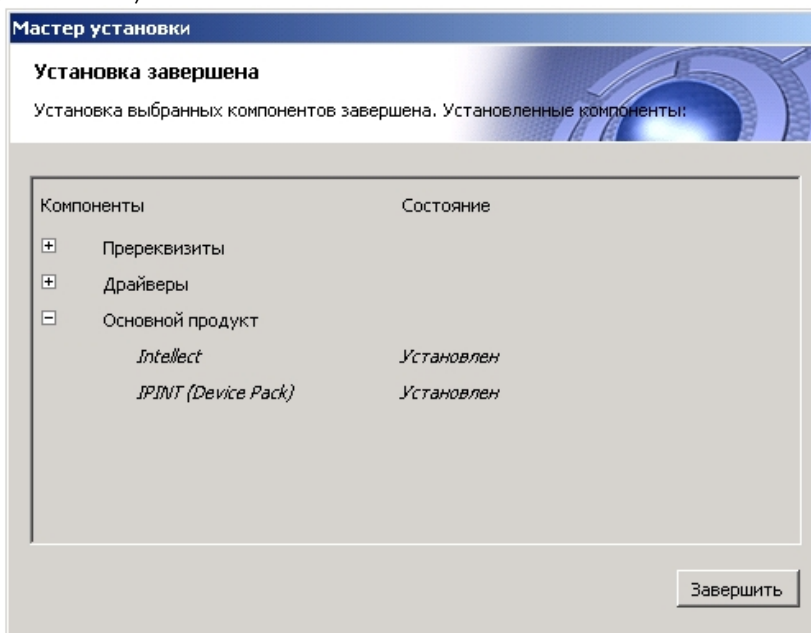 Мастер установки
Установка завершена
Установка выбранных компонентов завершена. Установленные компоненты:
Компоненты Состояние
Пререквизиты
Драйверы
Основной продукт
Intellect Установлен
IPINT (Device Pack) Установлен
Завершить